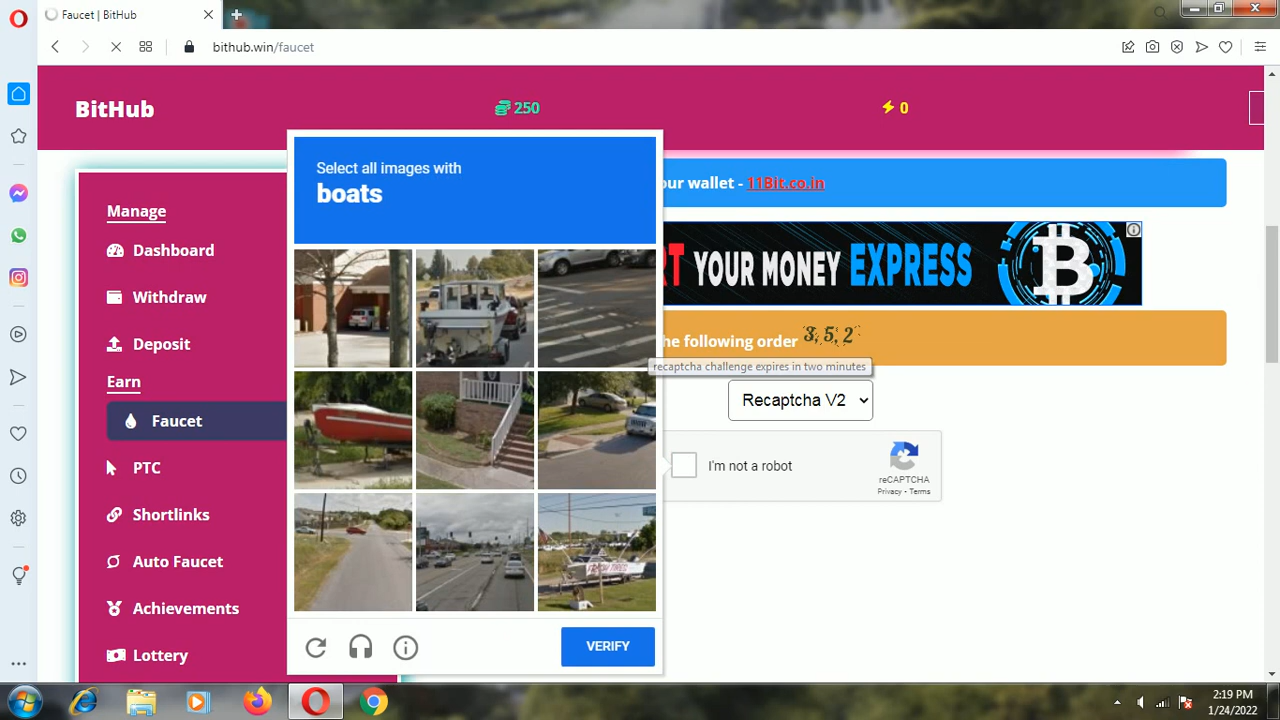 Faucet | BitHub
bithub.win/faucet
BitHub
250
0
Select all images with
boats
our wallet - 11Bit.co.in
Manage
Dashboard
RT YOUR MONEY EXPRESS
Withdraw
Deposit
he following order 3, 5, 2
recaptcha challenge expires in two minutes
Earn
Recaptcha V2
Faucet
PTC
I'm not a robot
reCAPTCHA
Privacy - Terms
Shortlinks
Auto Faucet
Achievements
Lottery
VERIFY
2:19 PM
1/24/2022